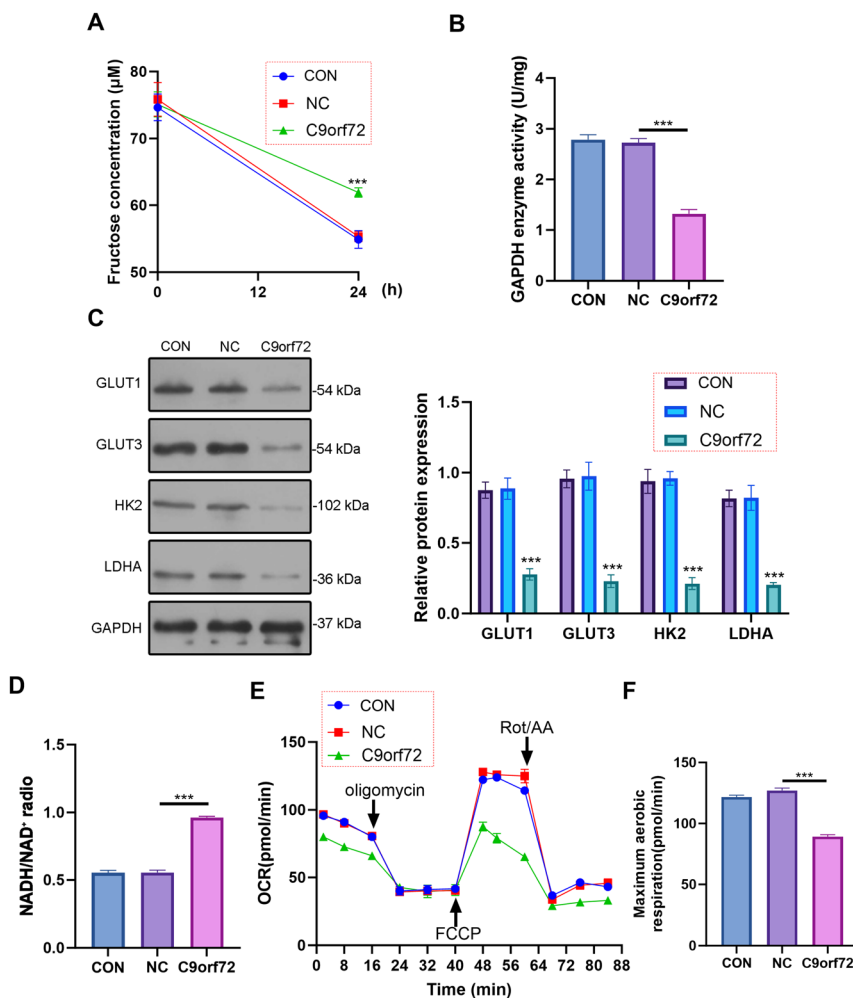 A
Fructose concentration (μM)
80
70
60
50
0
12
24
(h)
CON
NC
C9orf72
***
B
GAPDH enzyme activity (U/mg)
4
3
2
1
0
***
CON
NC
C9orf72
C
CON
NC
C9orf72
GLUT1
-54 kDa
GLUT3
-54 kDa
HK2
-102 kDa
LDHA
-36 kDa
GAPDH
-37 kDa
Relative protein expression
1.5
1.0
0.5
0.0
CON
NC
C9orf72
***
***
***
***
GLUT1
GLUT3
HK2
LDHA
D
NADH/NAD⁺ radio
1.5
1.0
0.5
0.0
***
CON
NC
C9orf72
E
CON
NC
C9orf72
OCR(pmol/min)
150
100
50
0
oligomycin
FCCP
Rot/AA
0 8 16 24 32 40 48 56 64 72 80 88
Time (min)
F
Maximum aerobic
respiration(pmol/min)
150
100
50
0
***
CON
NC
C9orf72